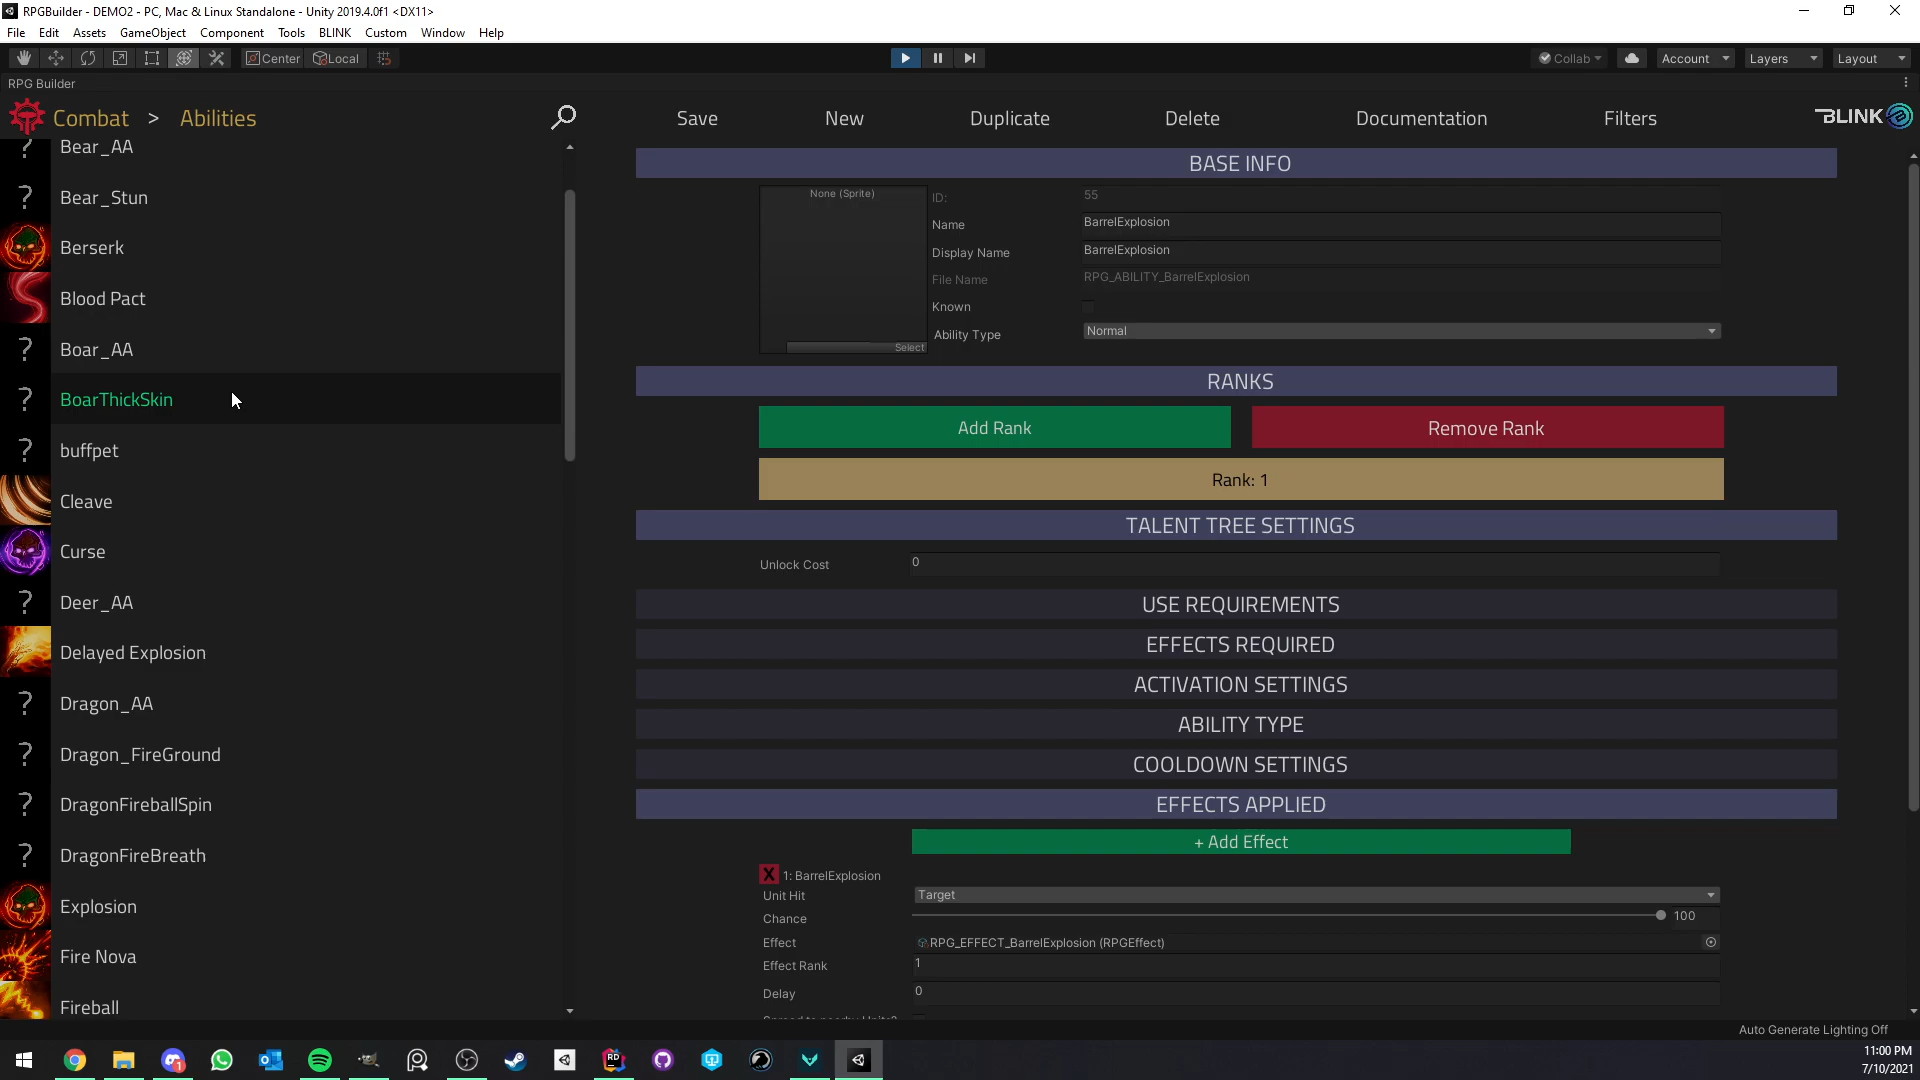 RPGBuilder - DEMO2 - PC, Mac & Linux Standalone - Unity 2019.4.0f1 <DX11>
File Edit Assets GameObject Component Tools BLINK Custom Window Help
Center Local Collab Account Layers Layout
RPG Builder
Combat > Abilities
Save New Duplicate Delete Documentation Filters
BLINK
Bear_AA
Bear_Stun
Berserk
Blood Pact
Boar_AA
BoarThickSkin
buffpet
Cleave
Curse
Deer_AA
Delayed Explosion
Dragon_AA
Dragon_FireGround
DragonFireballSpin
DragonFireBreath
Explosion
Fire Nova
Fireball
BASE INFO
None (Sprite)
Select
ID: 55
Name BarrelExplosion
Display Name BarrelExplosion
File Name RPG_ABILITY_BarrelExplosion
Known
Ability Type Normal
RANKS
Add Rank Remove Rank
Rank: 1
TALENT TREE SETTINGS
Unlock Cost 0
USE REQUIREMENTS
EFFECTS REQUIRED
ACTIVATION SETTINGS
ABILITY TYPE
COOLDOWN SETTINGS
EFFECTS APPLIED
+ Add Effect
X 1: BarrelExplosion
Unit Hit Target
Chance 100
Effect RPG_EFFECT_BarrelExplosion (RPGEffect)
Effect Rank 1
Delay 0
Auto Generate Lighting Off
11:00 PM
7/10/2021